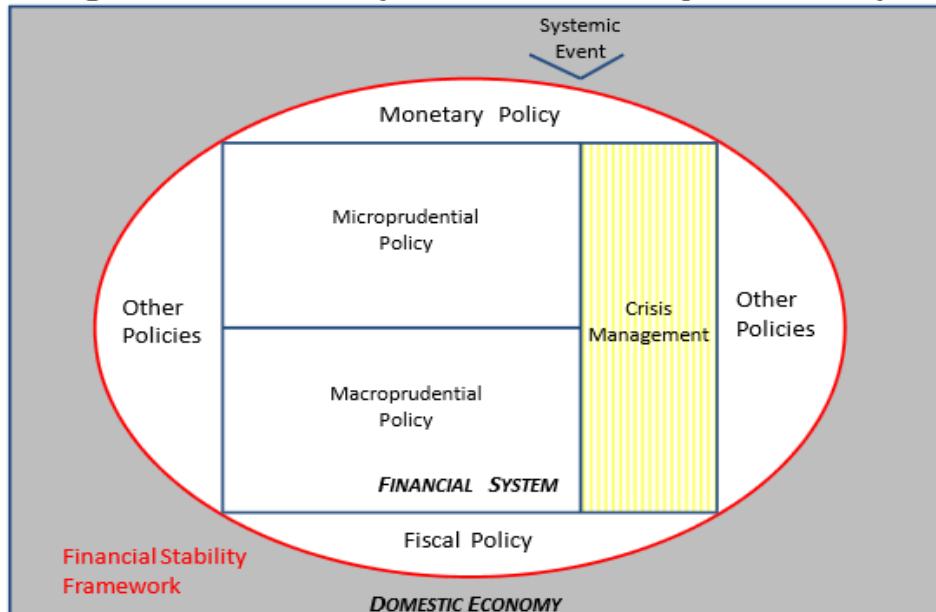 Systemic
Event
Monetary Policy
Microprudential
Policy
Other
Policies
Crisis
Management
Other
Policies
Macroprudential
Policy
FINANCIAL SYSTEM
Fiscal Policy
Financial Stability
Framework
DOMESTIC ECONOMY